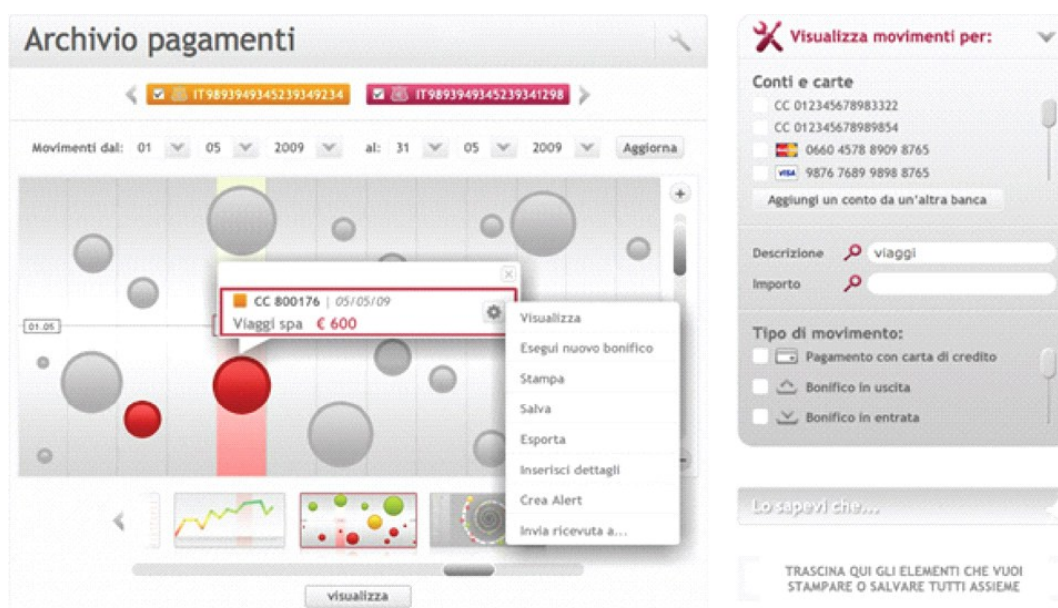 Archivio pagamenti
IT9893949345239349234
IT9893949345239341298
Movimenti dal: 01 05 2009 al: 31 05 2009 Aggiorna
+
CC 800176 | 05/05/09
Viaggi spa € 600
01.05
Visualizza
Esegui nuovo bonifico
Stampa
Salva
Esporta
Inserisci dettagli
Crea Alert
Invia ricevuta a...
visualizza
Visualizza movimenti per:
Conti e carte
CC 012345678983322
CC 012345678989854
0660 4578 8909 8765
VISA 9876 7689 9898 8765
Aggiungi un conto da un'altra banca
Descrizione viaggi
Importo
Tipo di movimento:
Pagamento con carta di credito
Bonifico in uscita
Bonifico in entrata
Lo sapevi che...
TRASCINA QUI GLI ELEMENTI CHE VUOI
STAMPARE O SALVARE TUTTI ASSIEME